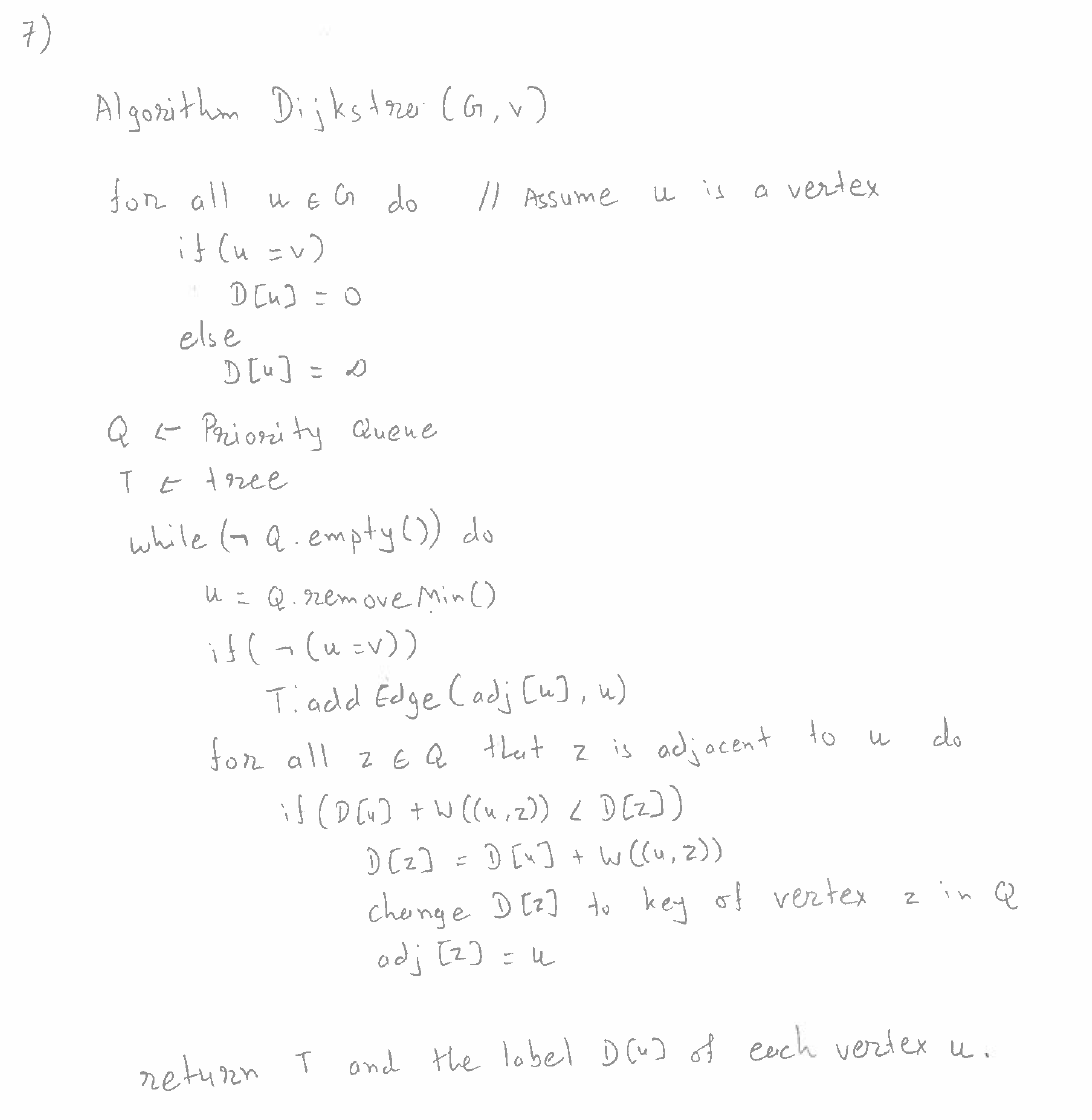 7)
Algorithm Dijkstra (G, v)
for all u ∈ G do // Assume u is a vertex
if (u = v)
D[u] = 0
else
D[u] = ∞
Q ← Priority Queue
T ← tree
while (¬ Q.empty()) do
u = Q.removeMin()
if (¬ (u = v))
T.add Edge (adj [u], u)
for all z ∈ Q that z is adjacent to u do
if (D[u] + W((u,z)) < D[z])
D[z] = D[u] + W((u,z))
change D[z] to key of vertex z in Q
adj [z] = u
return T and the label D[u] of each vertex u.